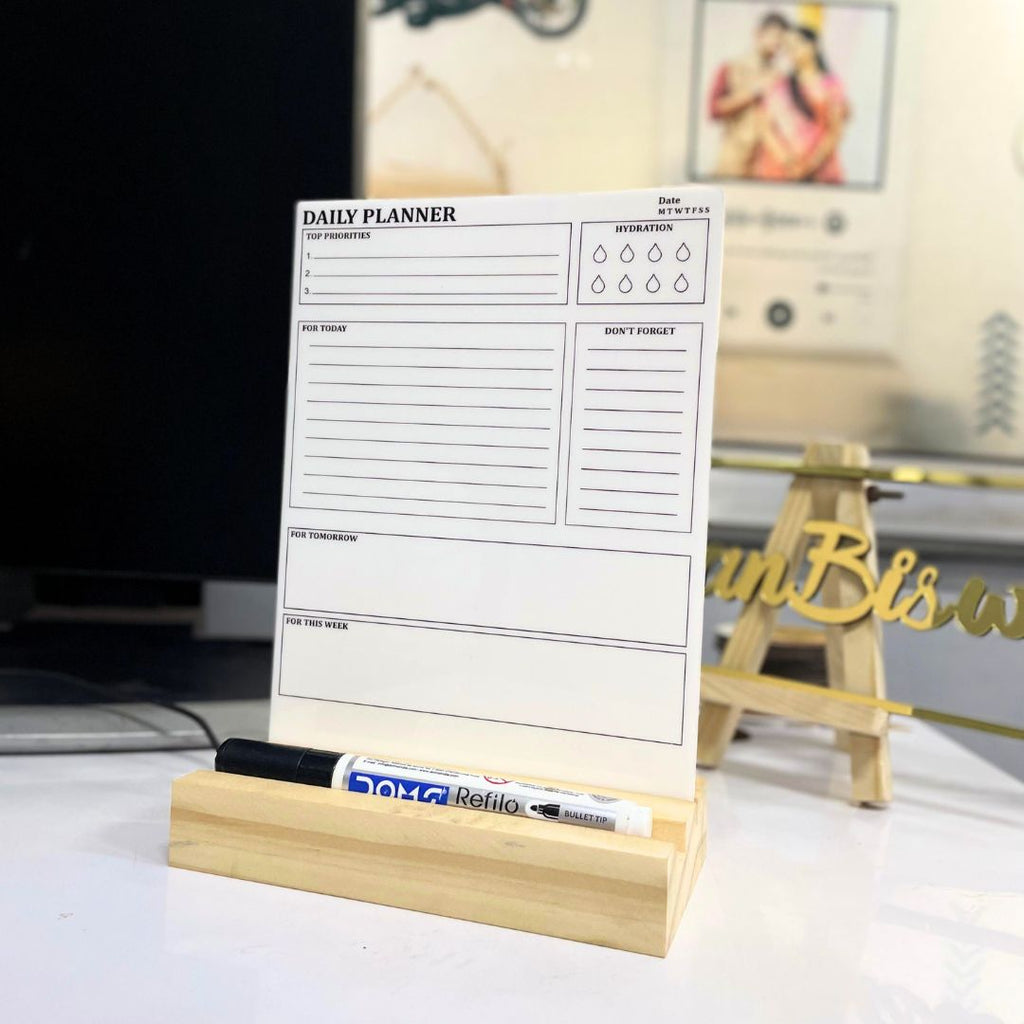 DAILY PLANNER
Date
M T W T F S S
TOP PRIORITIES
1
2
3
HYDRATION
FOR TODAY
DON'T FORGET
FOR TOMORROW
FOR THIS WEEK
DOMS Refilo BULLET TIP
anBisw